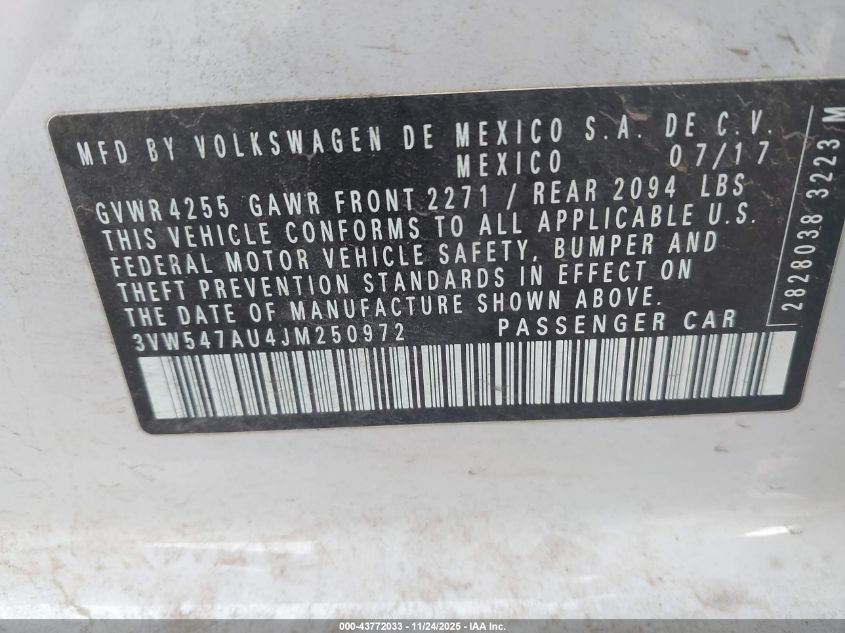 MFD BY VOLKSWAGEN DE MEXICO S.A. DE C.V.
MEXICO 07/17
GVWR 4255 GAWR FRONT 2271 / REAR 2094 LBS
THIS VEHICLE CONFORMS TO ALL APPLICABLE U.S.
FEDERAL MOTOR VEHICLE SAFETY, BUMPER AND
THEFT PREVENTION STANDARDS IN EFFECT ON
THE DATE OF MANUFACTURE SHOWN ABOVE.
3VW547AU4JM250972 PASSENGER CAR
2828038 3223 M
000-43772033 - 11/24/2025 - IAA Inc.